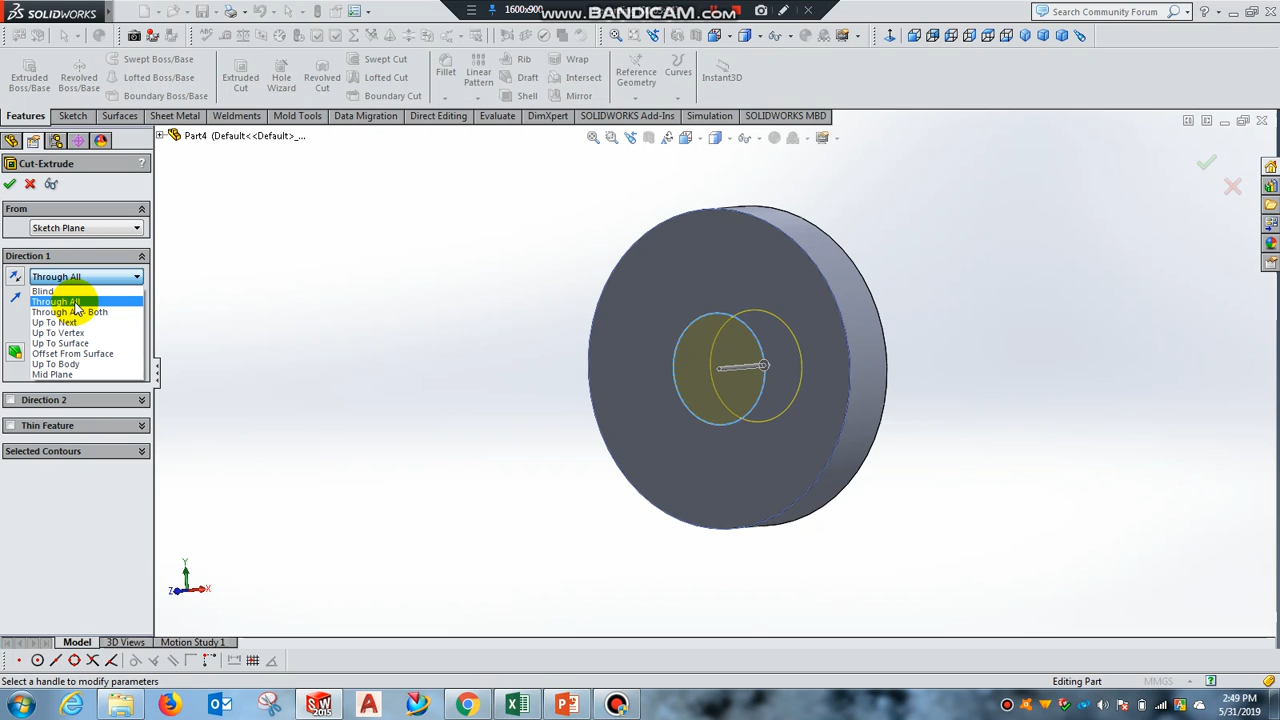 SOLIDWORKS
1600x900
www.BANDICAM.com
Search Community Forum
Extruded Boss/Base
Revolved Boss/Base
Swept Boss/Base
Lofted Boss/Base
Boundary Boss/Base
Extruded Cut
Hole Wizard
Revolved Cut
Swept Cut
Lofted Cut
Boundary Cut
Fillet
Linear Pattern
Rib
Draft
Shell
Wrap
Intersect
Mirror
Reference Geometry
Curves
Instant3D
Features
Sketch
Surfaces
Sheet Metal
Weldments
Mold Tools
Data Migration
Direct Editing
Evaluate
DimXpert
SOLIDWORKS Add-Ins
Simulation
SOLIDWORKS MBD
Part4 (Default<<Default>_...
Cut-Extrude
?
From
Sketch Plane
Direction 1
Through All
Blind
Through All
Both
Up To Next
Up To Vertex
Up To Surface
Offset From Surface
Up To Body
Mid Plane
Direction 2
Thin Feature
Selected Contours
Y
Z
X
Model
3D Views
Motion Study 1
Select a handle to modify parameters
Editing Part
MMGS
2:49 PM
5/31/2019